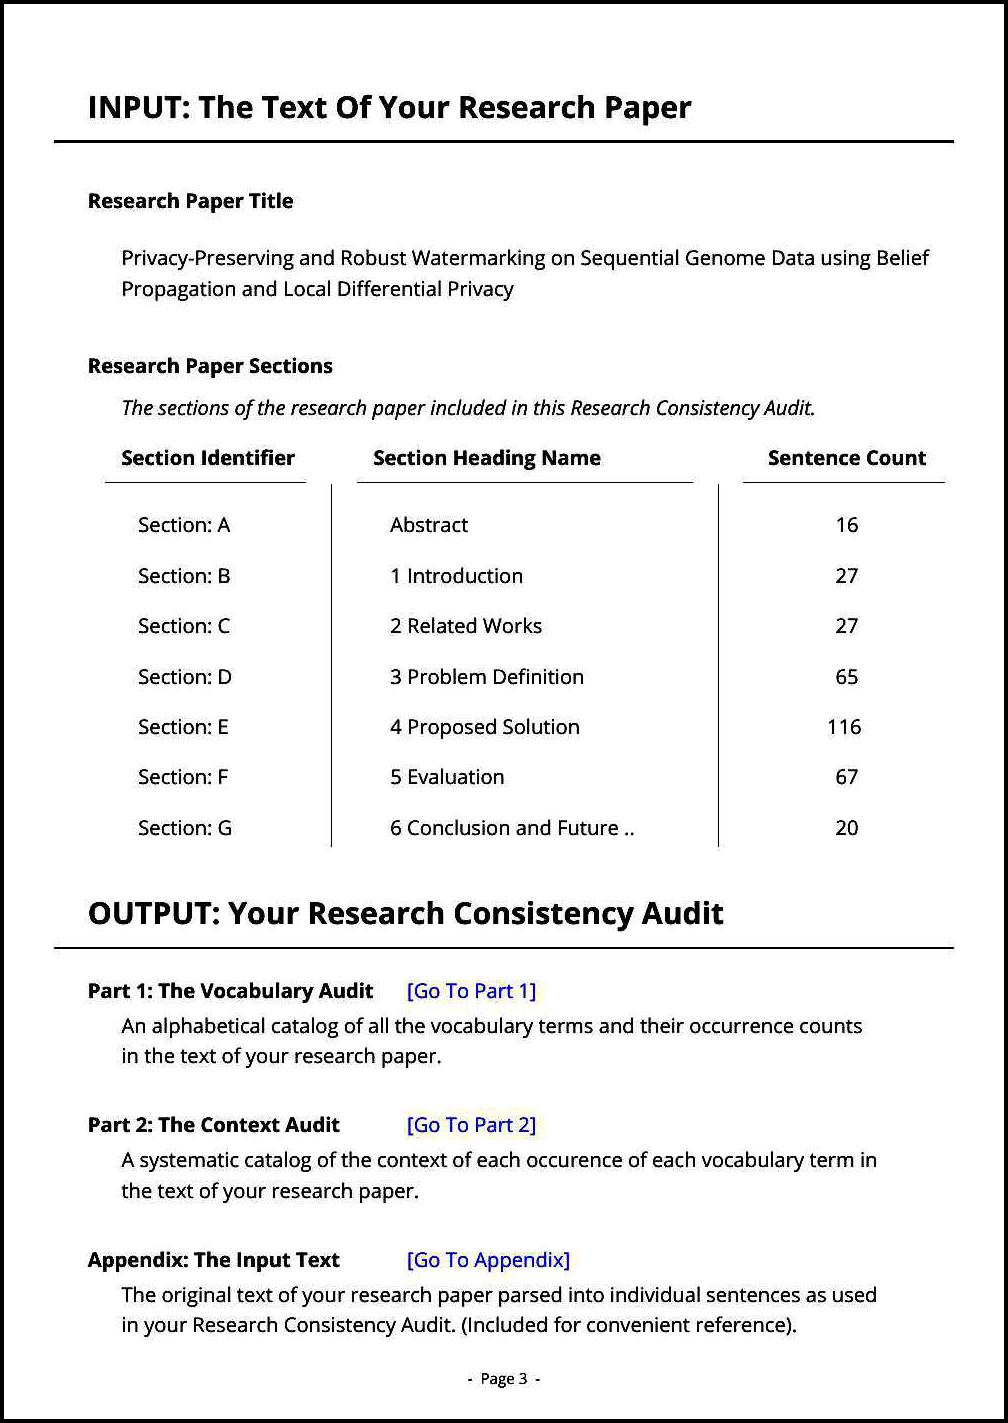 INPUT: The Text Of Your Research Paper
Research Paper Title
Privacy-Preserving and Robust Watermarking on Sequential Genome Data using Belief
Propagation and Local Differential Privacy
Research Paper Sections
The sections of the research paper included in this Research Consistency Audit.
Section Identifier Section Heading Name Sentence Count
Section: A Abstract 16
Section: B 1 Introduction 27
Section: C 2 Related Works 27
Section: D 3 Problem Definition 65
Section: E 4 Proposed Solution 116
Section: F 5 Evaluation 67
Section: G 6 Conclusion and Future .. 20
OUTPUT: Your Research Consistency Audit
Part 1: The Vocabulary Audit [Go To Part 1]
An alphabetical catalog of all the vocabulary terms and their occurrence counts
in the text of your research paper.
Part 2: The Context Audit [Go To Part 2]
A systematic catalog of the context of each occurence of each vocabulary term in
the text of your research paper.
Appendix: The Input Text [Go To Appendix]
The original text of your research paper parsed into individual sentences as used
in your Research Consistency Audit. (Included for convenient reference).
- Page 3 -